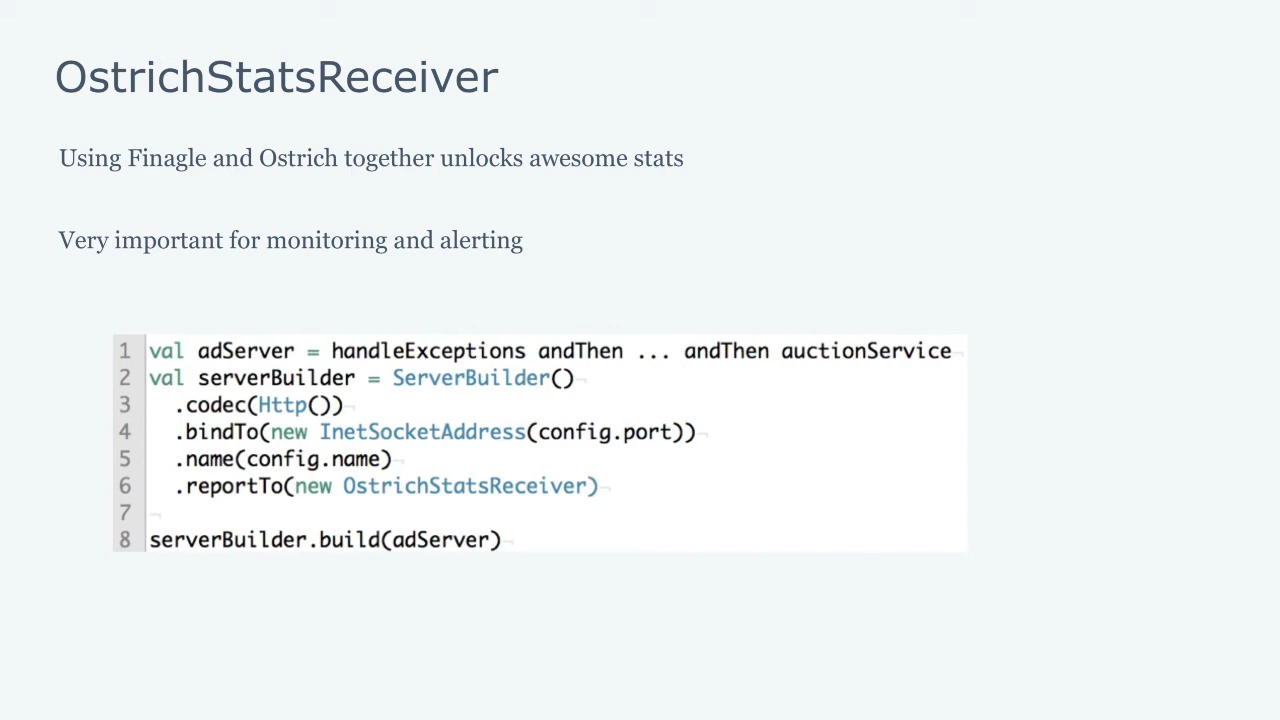 OstrichStatsReceiver
Using Finagle and Ostrich together unlocks awesome stats
Very important for monitoring and alerting
1 val adServer = handleExceptions andThen ... andThen auctionService¬
2 val serverBuilder = ServerBuilder()¬
3   .codec(Http())¬
4   .bindTo(new InetSocketAddress(config.port))¬
5   .name(config.name)¬
6   .reportTo(new OstrichStatsReceiver)¬
7 ¬
8 serverBuilder.build(adServer)¬